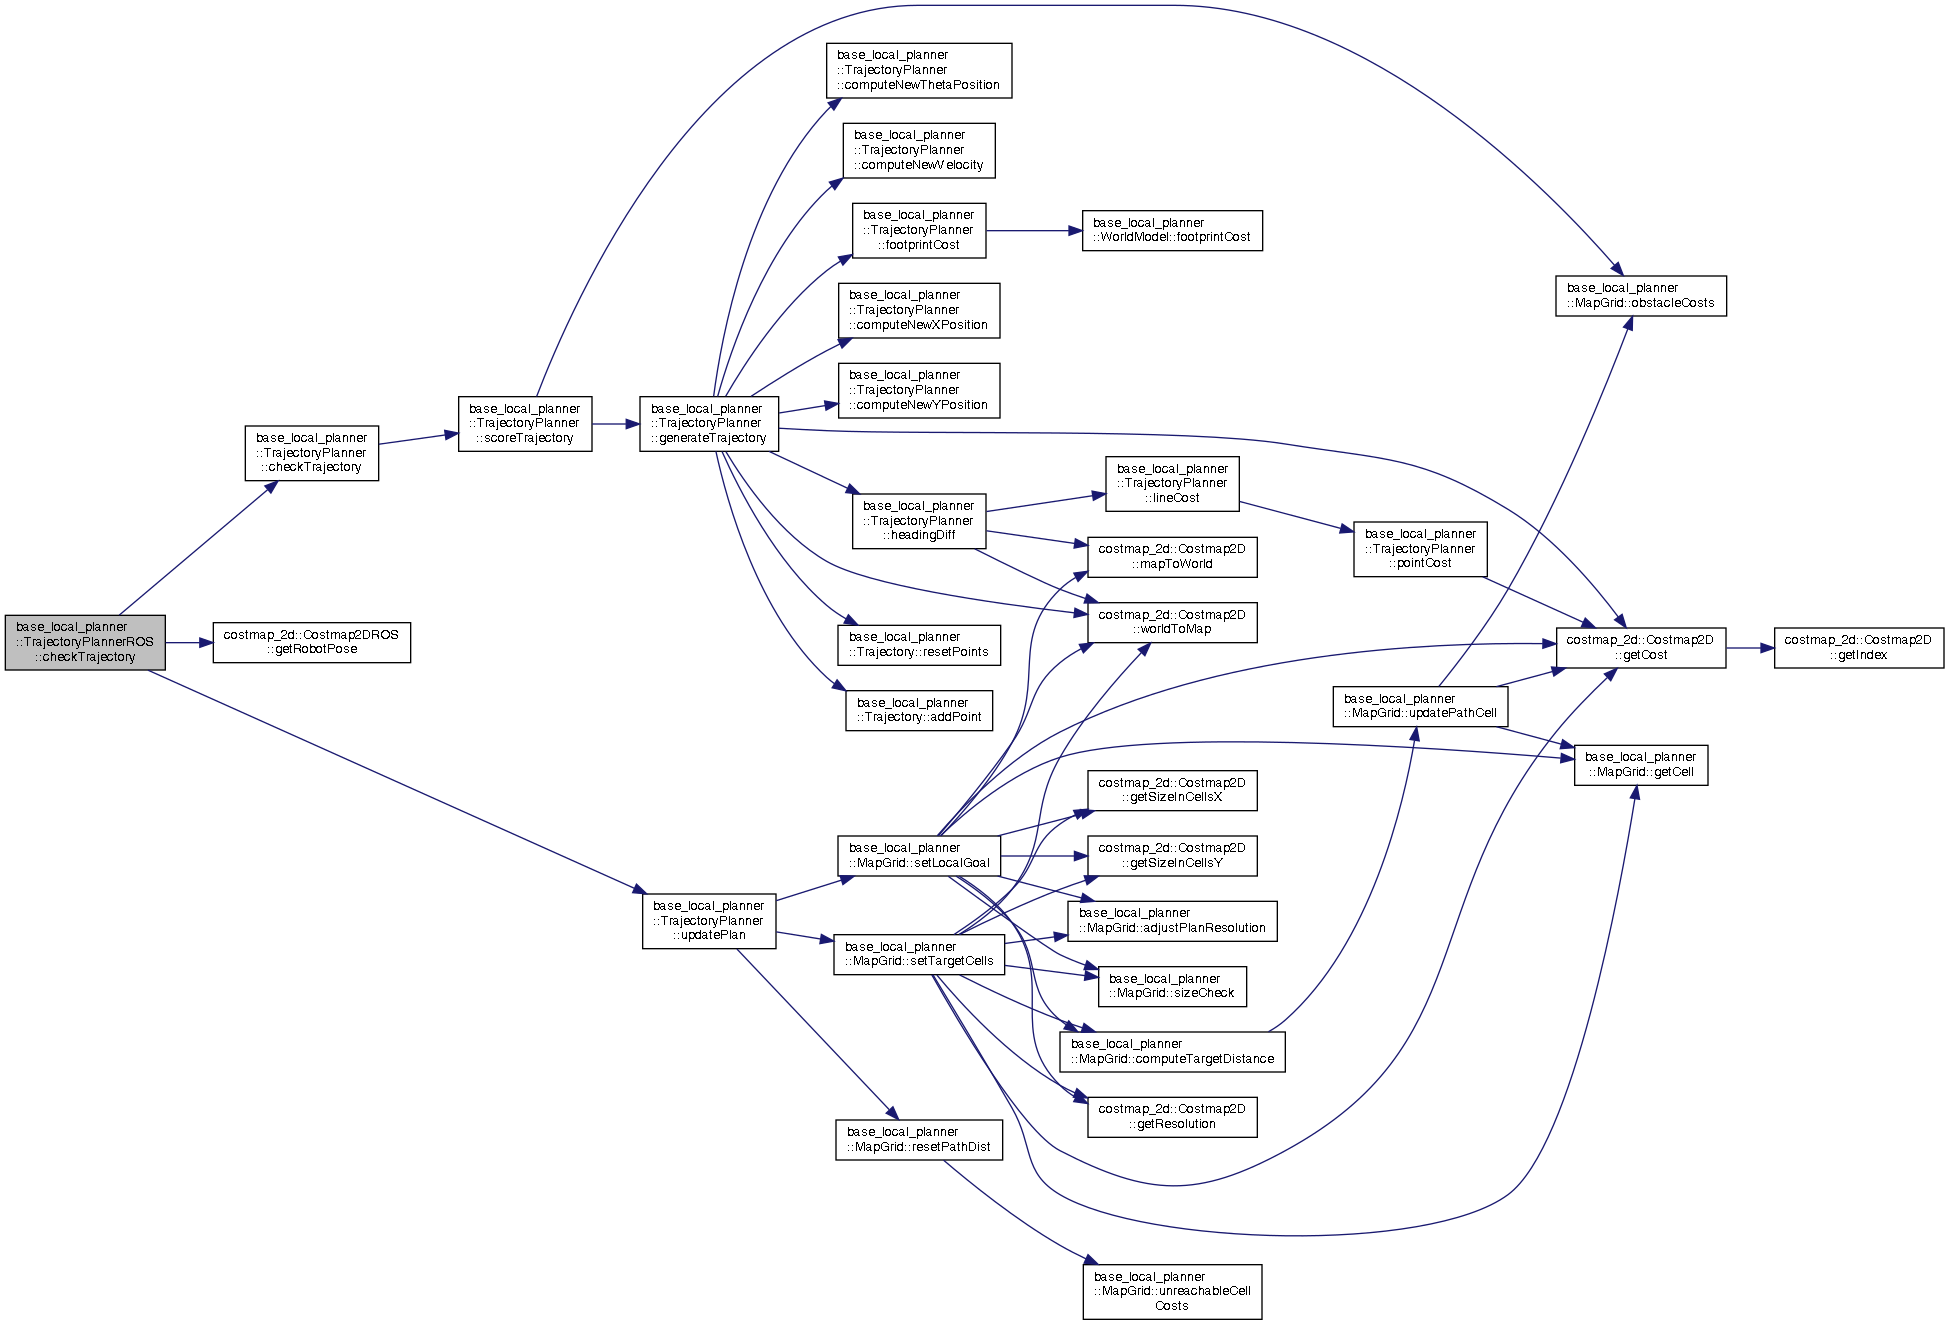 base_local_planner
::TrajectoryPlannerROS
::checkTrajectory
base_local_planner
::TrajectoryPlanner
::checkTrajectory
costmap_2d::Costmap2DROS
::getRobotPose
base_local_planner
::TrajectoryPlanner
::updatePlan
base_local_planner
::TrajectoryPlanner
::scoreTrajectory
base_local_planner
::TrajectoryPlanner
::generateTrajectory
base_local_planner
::TrajectoryPlanner
::computeNewThetaPosition
base_local_planner
::TrajectoryPlanner
::computeNewVelocity
base_local_planner
::TrajectoryPlanner
::footprintCost
base_local_planner
::WorldModel::footprintCost
base_local_planner
::TrajectoryPlanner
::computeNewXPosition
base_local_planner
::TrajectoryPlanner
::computeNewYPosition
base_local_planner
::TrajectoryPlanner
::headingDiff
base_local_planner
::Trajectory::resetPoints
base_local_planner
::Trajectory::addPoint
base_local_planner
::MapGrid::setLocalGoal
base_local_planner
::MapGrid::setTargetCells
base_local_planner
::MapGrid::resetPathDist
base_local_planner
::TrajectoryPlanner
::lineCost
costmap_2d::Costmap2D
::mapToWorld
costmap_2d::Costmap2D
::worldToMap
costmap_2d::Costmap2D
::getSizeInCellsX
costmap_2d::Costmap2D
::getSizeInCellsY
base_local_planner
::MapGrid::adjustPlanResolution
base_local_planner
::MapGrid::sizeCheck
base_local_planner
::MapGrid::computeTargetDistance
costmap_2d::Costmap2D
::getResolution
base_local_planner
::MapGrid::unreachableCell
Costs
base_local_planner
::TrajectoryPlanner
::pointCost
base_local_planner
::MapGrid::updatePathCell
base_local_planner
::MapGrid::obstacleCosts
costmap_2d::Costmap2D
::getCost
base_local_planner
::MapGrid::getCell
costmap_2d::Costmap2D
::getIndex